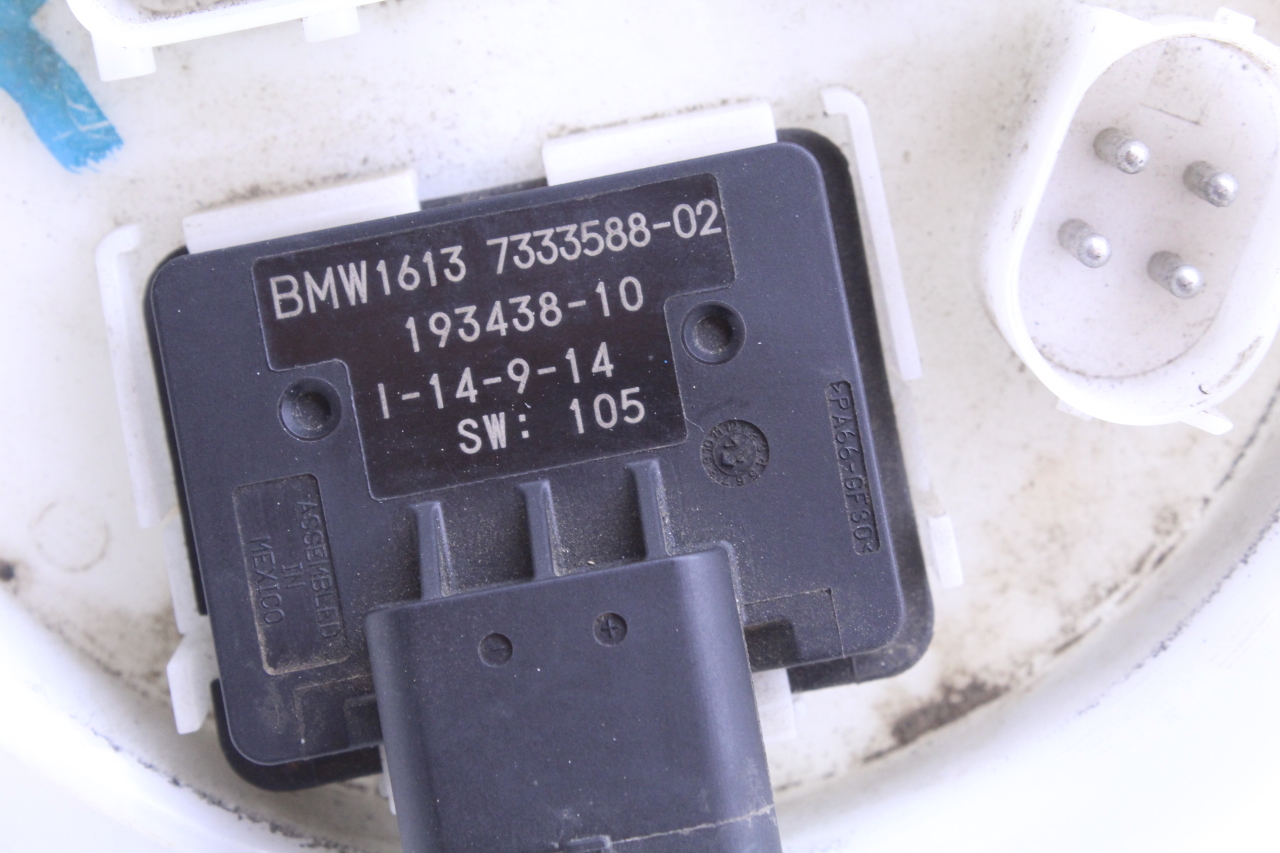 BMW1613 7333588-02
193438-10
I-14-9-14
SW: 105
>PA66-GF30<
ASSEMBLED
IN
MEXICO
- +